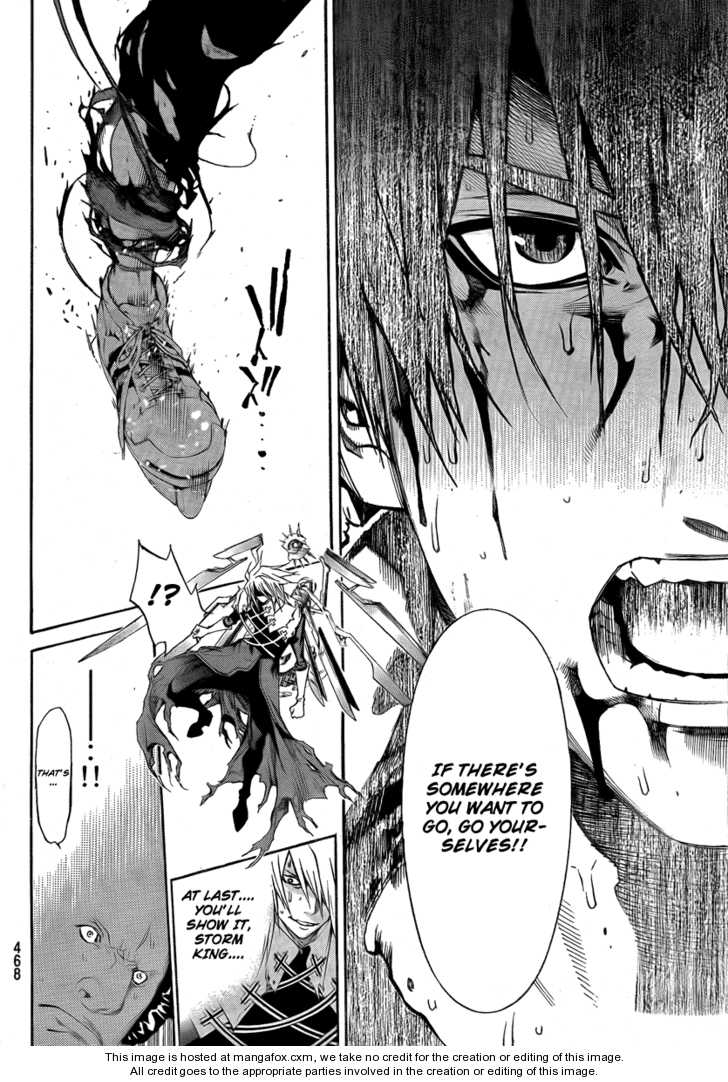 IF THERE'S
SOMEWHERE
YOU WANT TO
GO, GO YOUR-
SELVES!!
!?
THAT'S
...
...!!
AT LAST....
YOU'LL
SHOW IT,
STORM
KING....
468
This image is hosted at mangafox.cxm, we take no credit for the creation or editing of this image.
All credit goes to the appropriate parties involved in the creation or editing of this image.